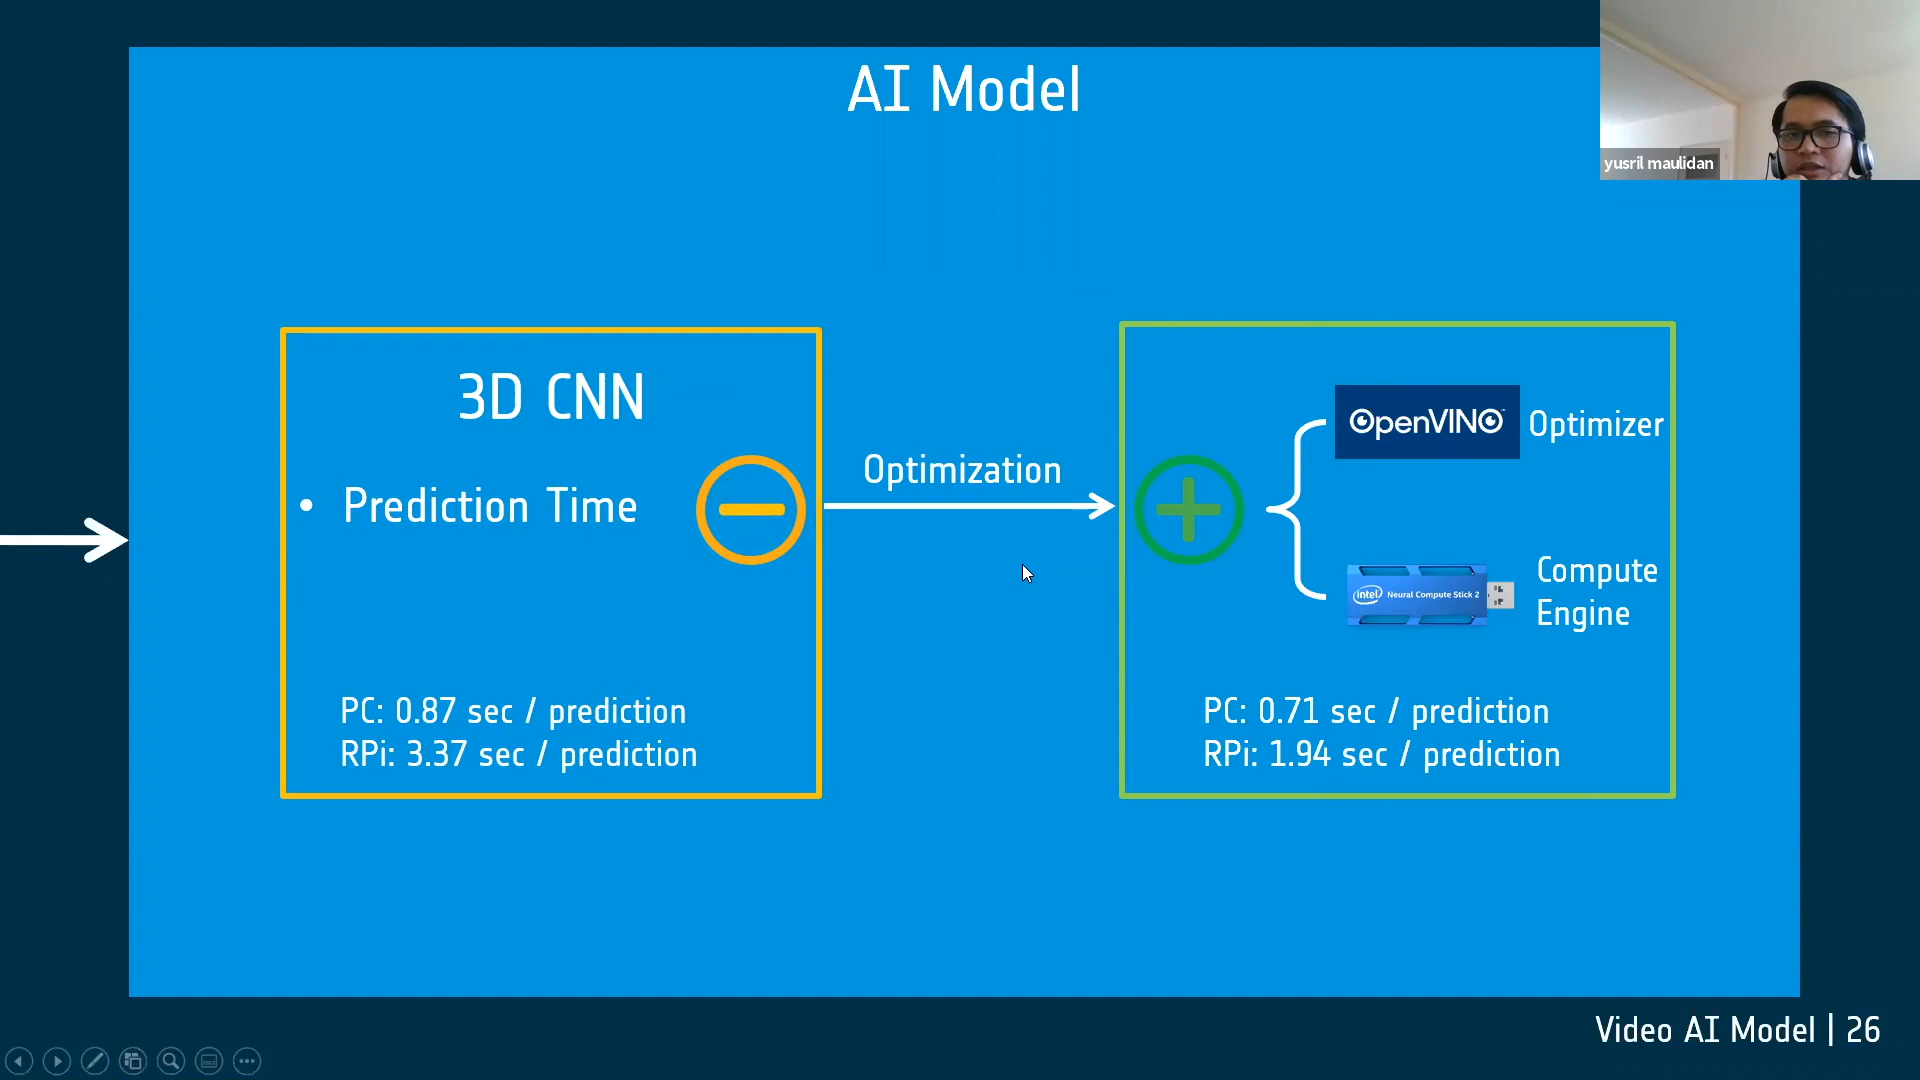 AI Model
yusril maulidan
3D CNN
• Prediction Time
PC: 0.87 sec / prediction
RPi: 3.37 sec / prediction
Optimization
OpenVINO™ Optimizer
intel Neural Compute Stick 2
Compute
Engine
PC: 0.71 sec / prediction
RPi: 1.94 sec / prediction
Video AI Model | 26